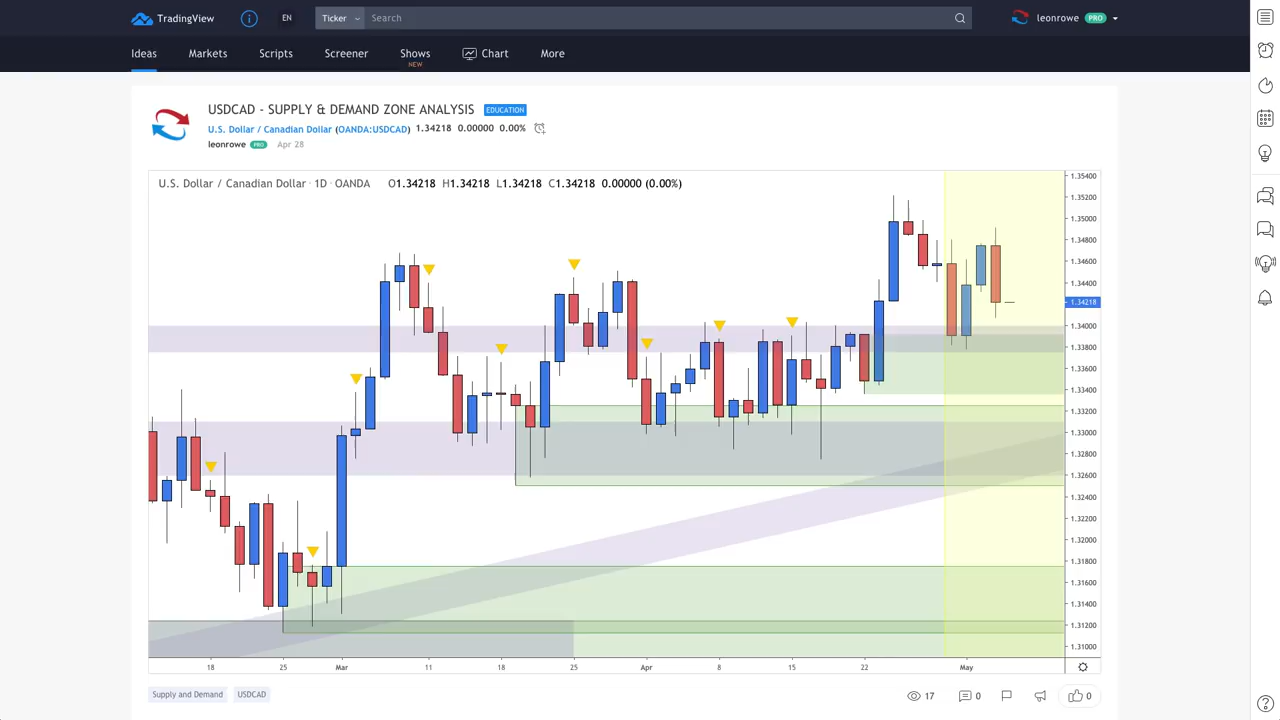 TradingView
i
EN
Ticker
Search
leonrowe PRO
Ideas Markets Scripts Screener Shows Chart More
NEW
USDCAD - SUPPLY & DEMAND ZONE ANALYSIS EDUCATION
U.S. Dollar / Canadian Dollar (OANDA:USDCAD) 1.34218 0.00000 0.00%
leonrowe PRO Apr 28
U.S. Dollar / Canadian Dollar · 1D · OANDA O1.34218 H1.34218 L1.34218 C1.34218 0.00000 (0.00%)
1.35400
1.35200
1.35000
1.34800
1.34600
1.34400
1.34218
1.34000
1.33800
1.33600
1.33400
1.33200
1.33000
1.32800
1.32600
1.32400
1.32200
1.32000
1.31800
1.31600
1.31400
1.31200
1.31000
18 25 Mar 11 18 25 Apr 8 15 22 May
Supply and Demand USDCAD
17 0 0
?